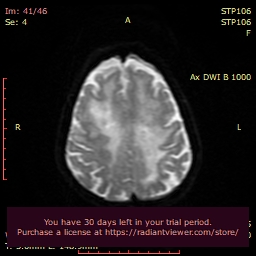 Im: 41/46
Se: 4
A
STP106
STP106
F
Ax DWI B 1000
R
L
You have 30 days left in your trial period.
Purchase a license at https://radiantviewer.com/store/